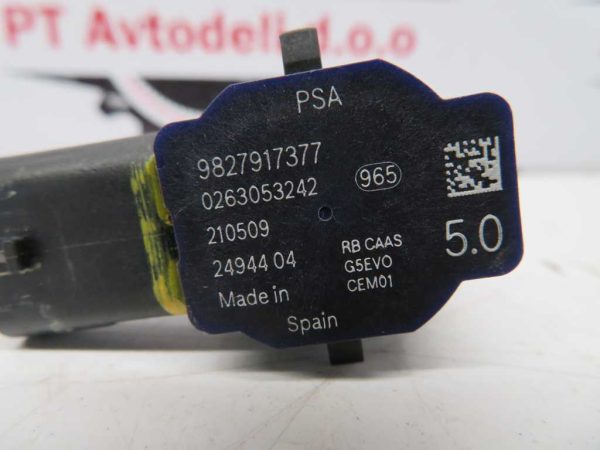 PT Avtodeli d.o.o
PSA
9827917377
0263053242
965
210509
RB CAAS
5.0
24944 04
G5EVO
CEM01
Made in
Spain